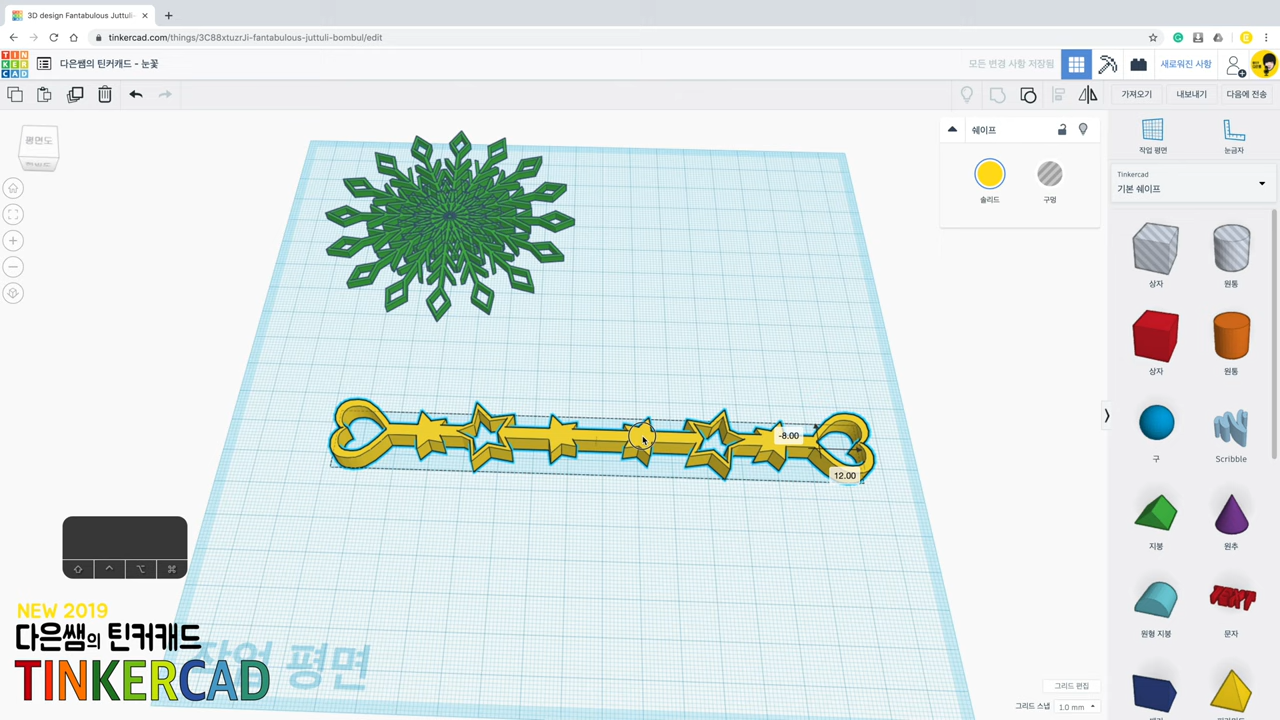 3D design Fantabulous Juttuli-
tinkercad.com/things/3C88xtuzrJi-fantabulous-juttuli-bombul/edit
TIN
KER
CAD
다은쌤의 틴커캐드 - 눈꽃
모든 변경 사항 저장됨
새로워진 사항
가져오기
내보내기
다음에 전송
평면도
쉐이프
솔리드
구멍
작업 평면
눈금자
Tinkercad
기본 쉐이프
상자
원통
상자
원통
구
Scribble
지붕
원추
원형 지붕
문자
TEXT
-8.00
12.00
작업 평면
NEW 2019
다은쌤의 틴커캐드
TINKERCAD
그리드 편집
그리드 스냅
1.0 mm